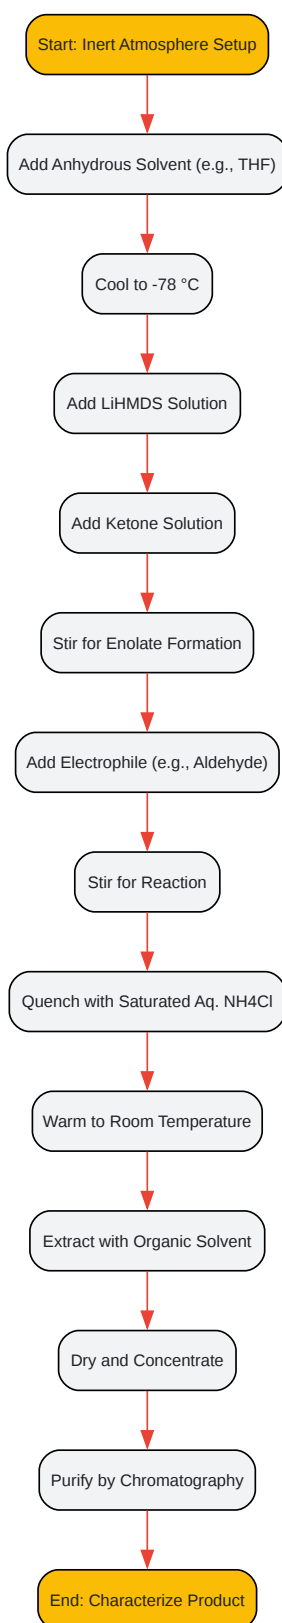 Start: Inert Atmosphere Setup
Add Anhydrous Solvent (e.g., THF)
Cool to -78 °C
Add LiHMDS Solution
Add Ketone Solution
Stir for Enolate Formation
Add Electrophile (e.g., Aldehyde)
Stir for Reaction
Quench with Saturated Aq. NH4Cl
Warm to Room Temperature
Extract with Organic Solvent
Dry and Concentrate
Purify by Chromatography
End: Characterize Product